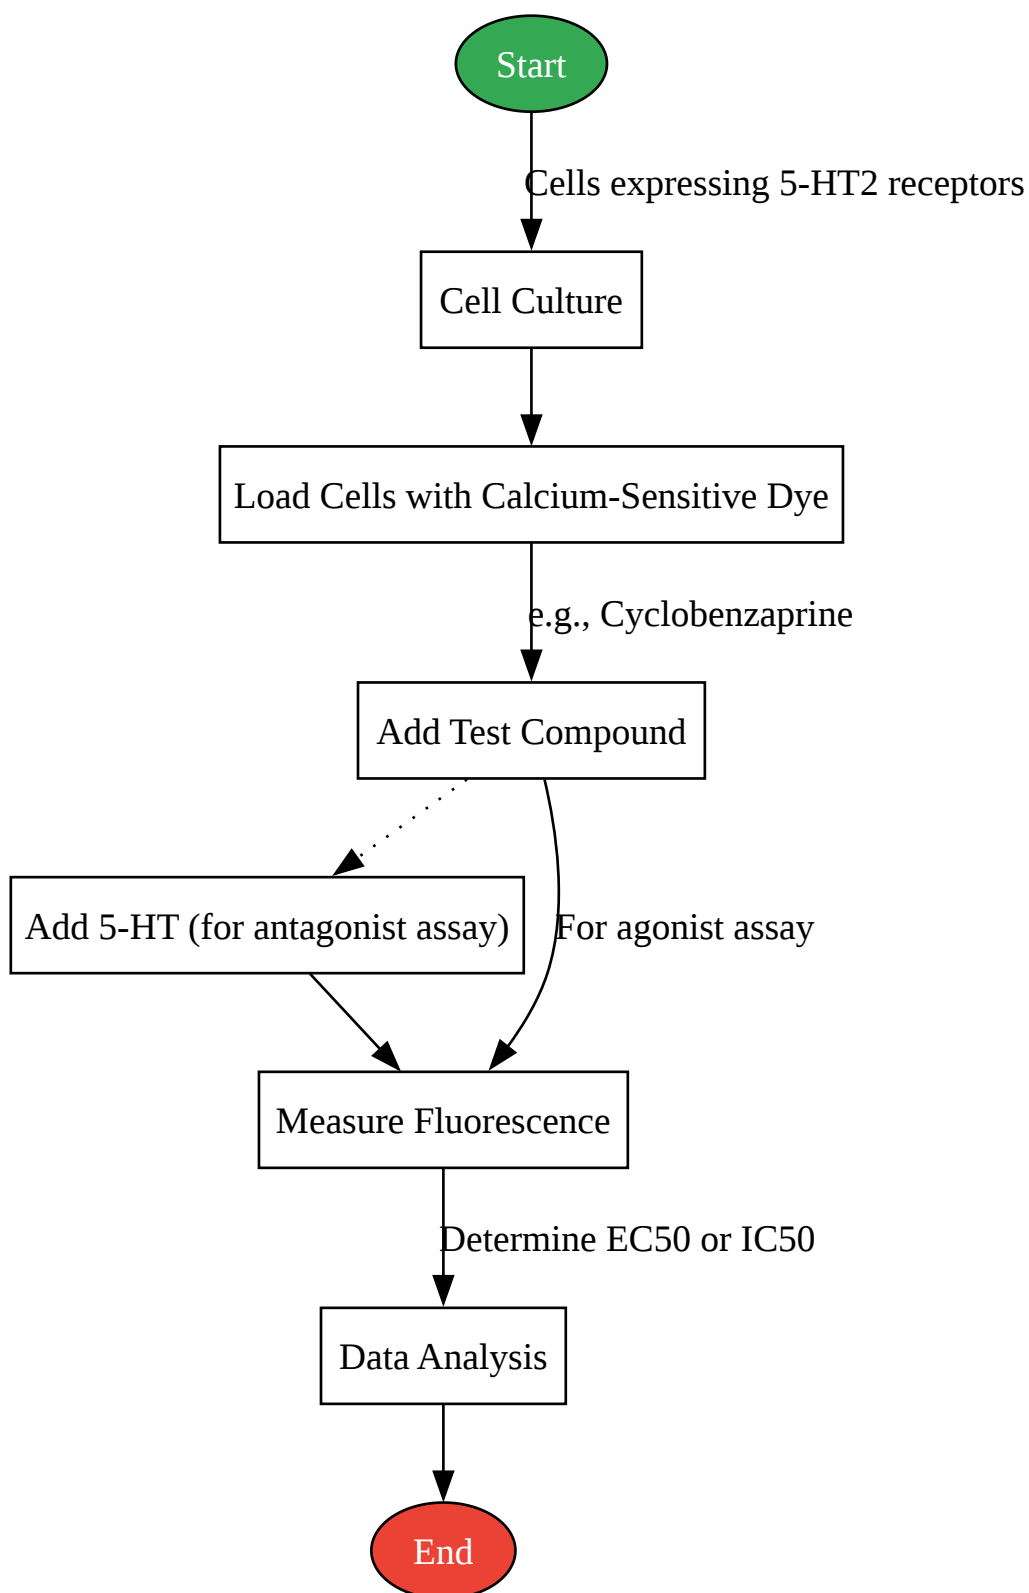 Start
Cells expressing 5-HT2 receptors
Cell Culture
Load Cells with Calcium-Sensitive Dye
e.g., Cyclobenzaprine
Add Test Compound
Add 5-HT (for antagonist assay)
For agonist assay
Measure Fluorescence
Determine EC50 or IC50
Data Analysis
End